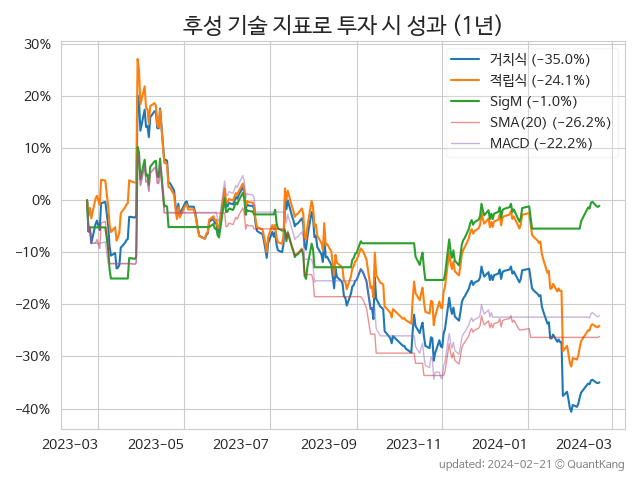 후성 기술 지표로 투자 시 성과 (1년)
거치식 (−35.0%)
적립식 (−24.1%)
SigM (−1.0%)
SMA(20) (−26.2%)
MACD (−22.2%)
30%
20%
10%
0%
−10%
−20%
−30%
−40%
2023-03 2023-05 2023-07 2023-09 2023-11 2024-01 2024-03
updated: 2024-02-21 © QuantKang